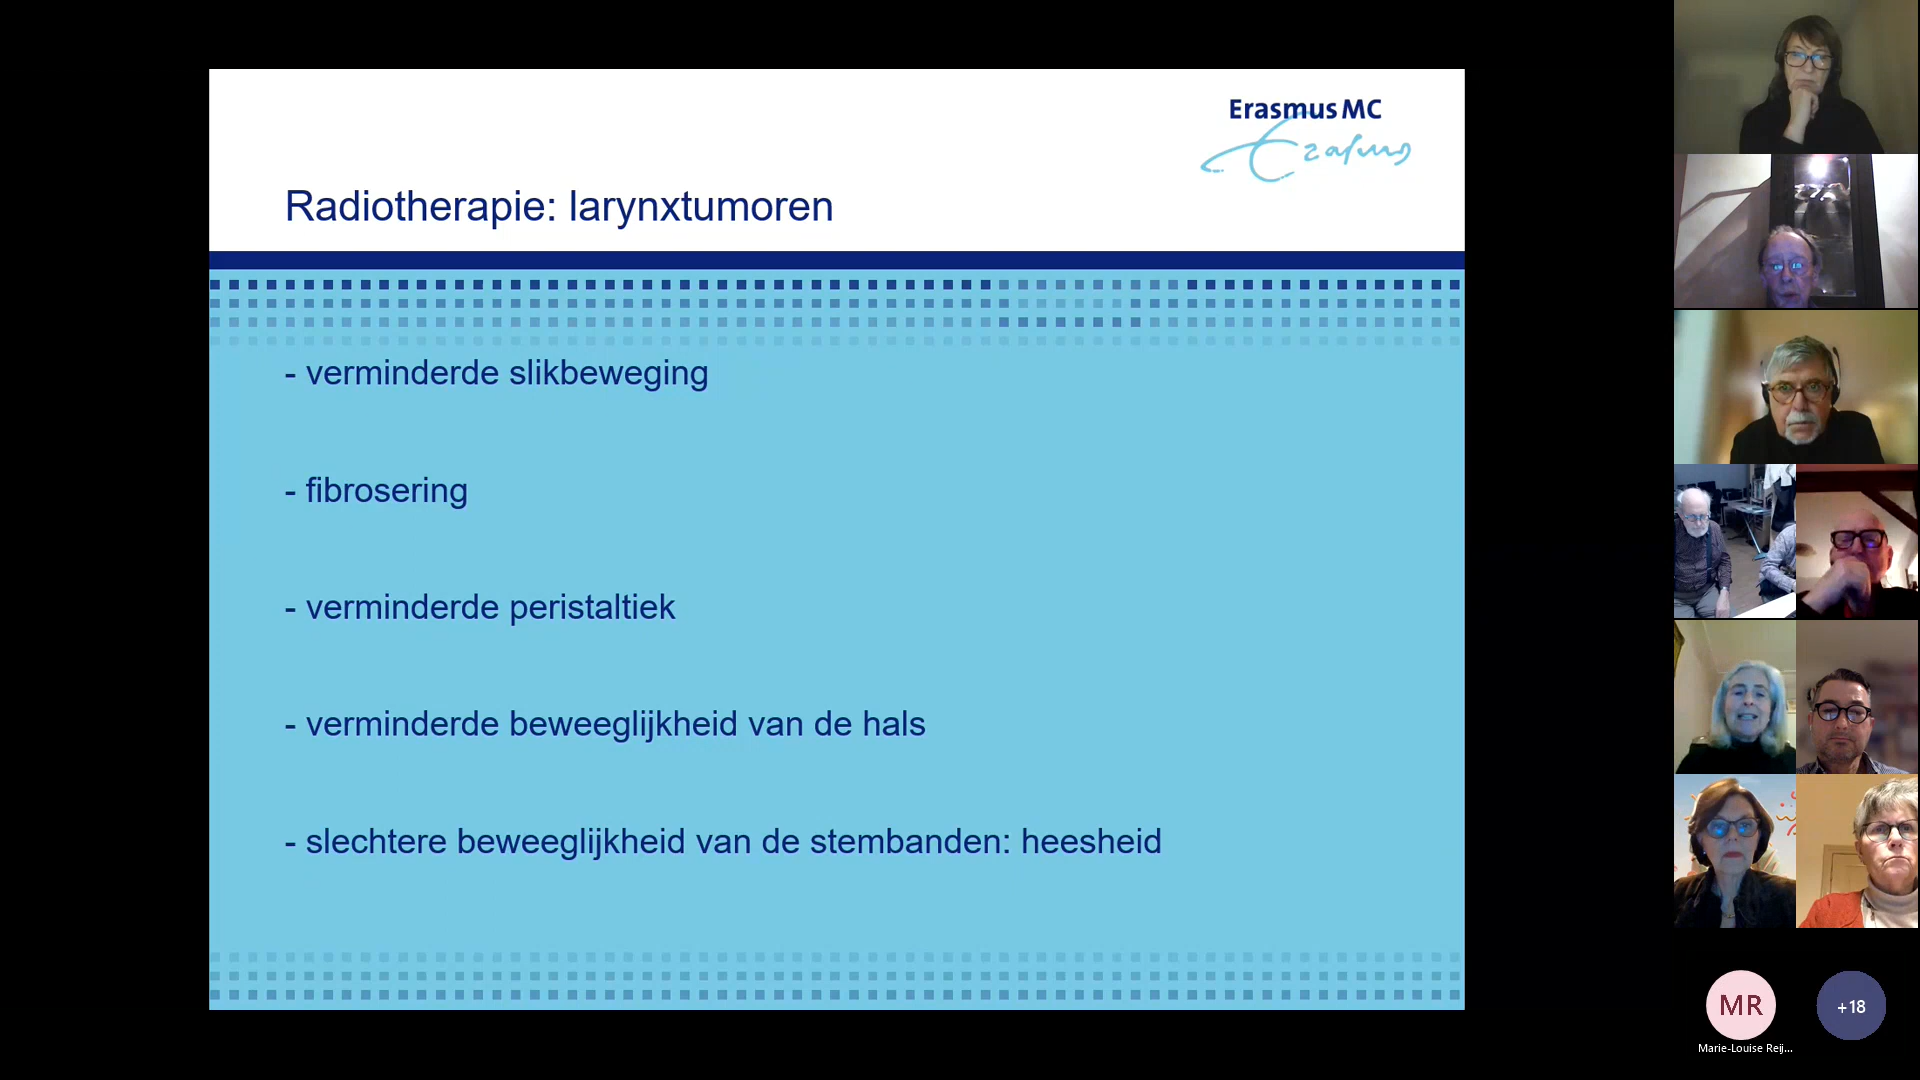 Erasmus MC
Erasmus
Radiotherapie: larynxtumoren
- verminderde slikbeweging
- fibrosering
- verminderde peristaltiek
- verminderde beweeglijkheid van de hals
- slechtere beweeglijkheid van de stembanden: heesheid
MR
+18
Marie-Louise Reij...